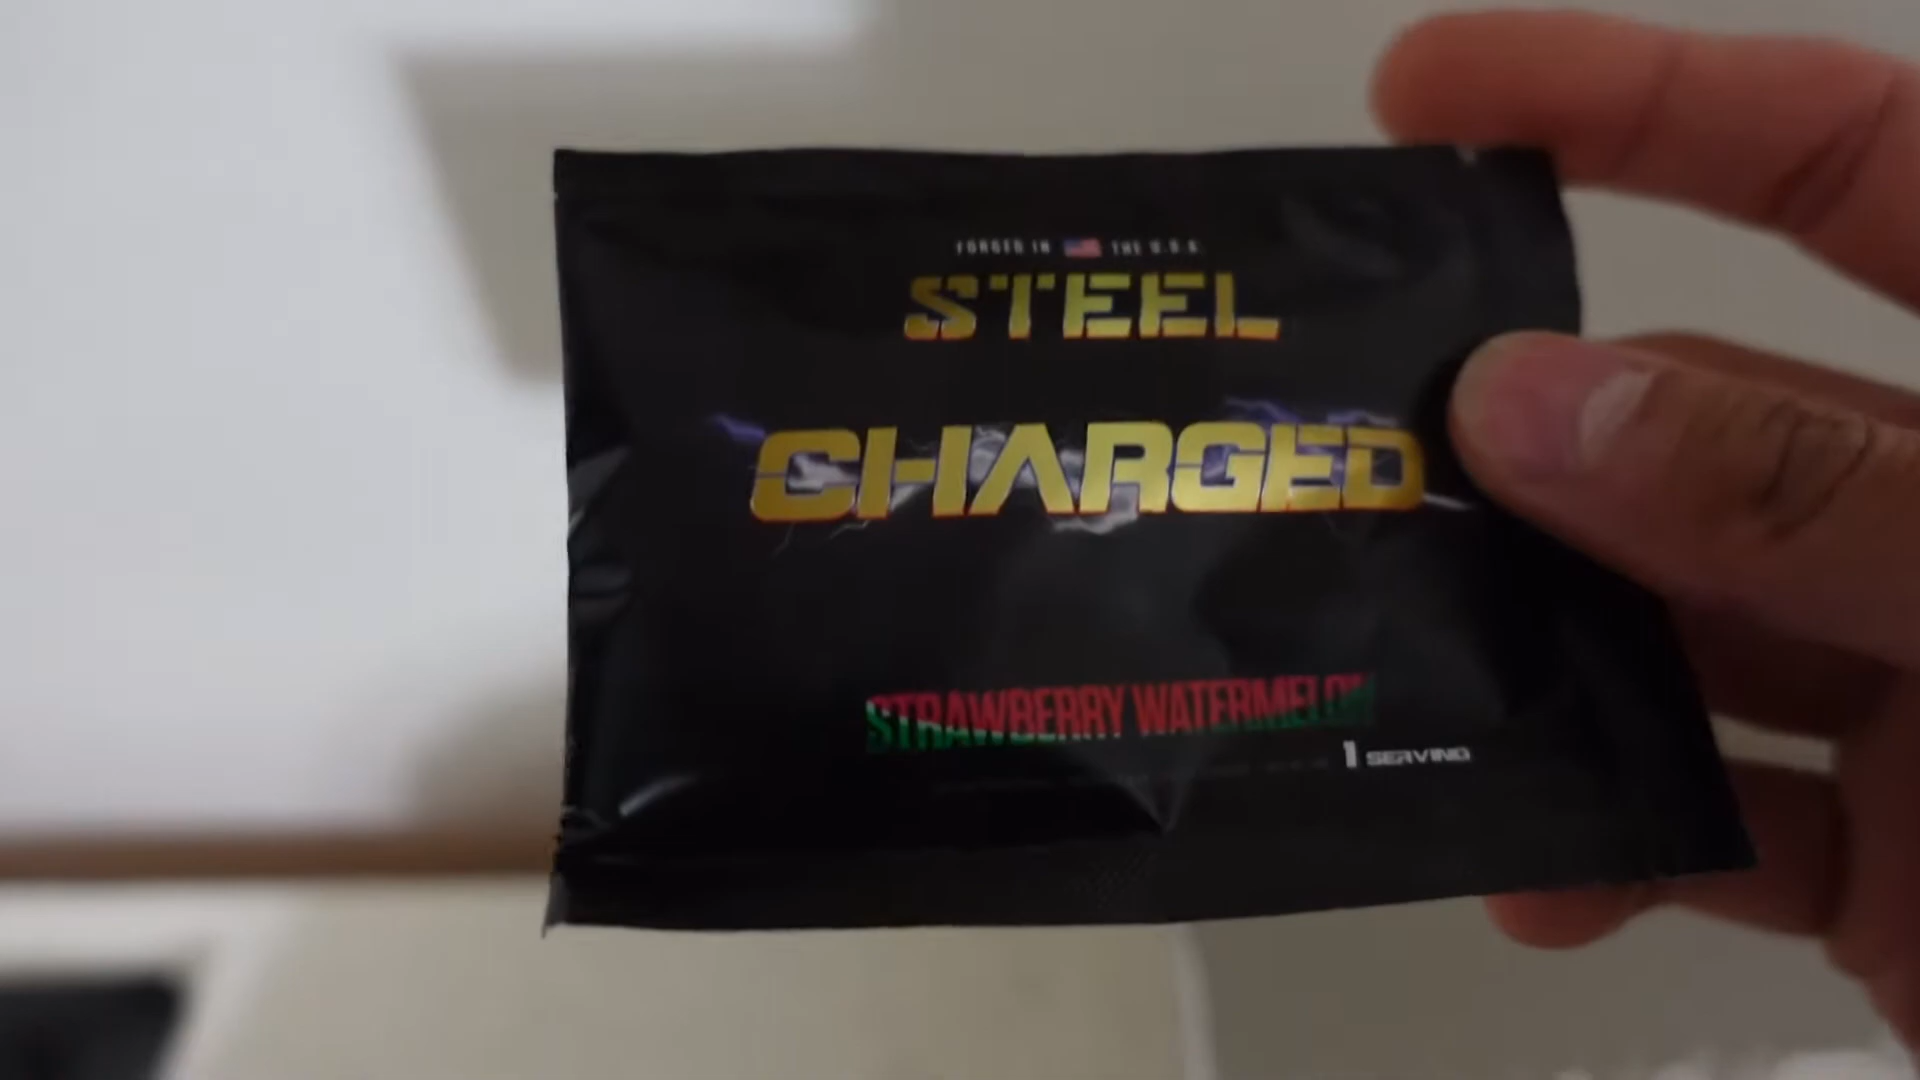 FORGED IN THE U.S.A.
STEEL
CHARGED
STRAWBERRY WATERMELON
1 SERVING